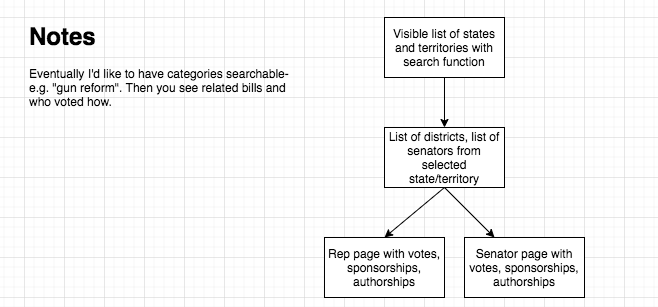 Notes
Eventually I'd like to have categories searchable-
e.g. "gun reform". Then you see related bills and
who voted how.
Visible list of states
and territories with
search function
List of districts, list of
senators from
selected
state/territory
Rep page with votes,
sponsorships,
authorships
Senator page with
votes, sponsorships,
authorships